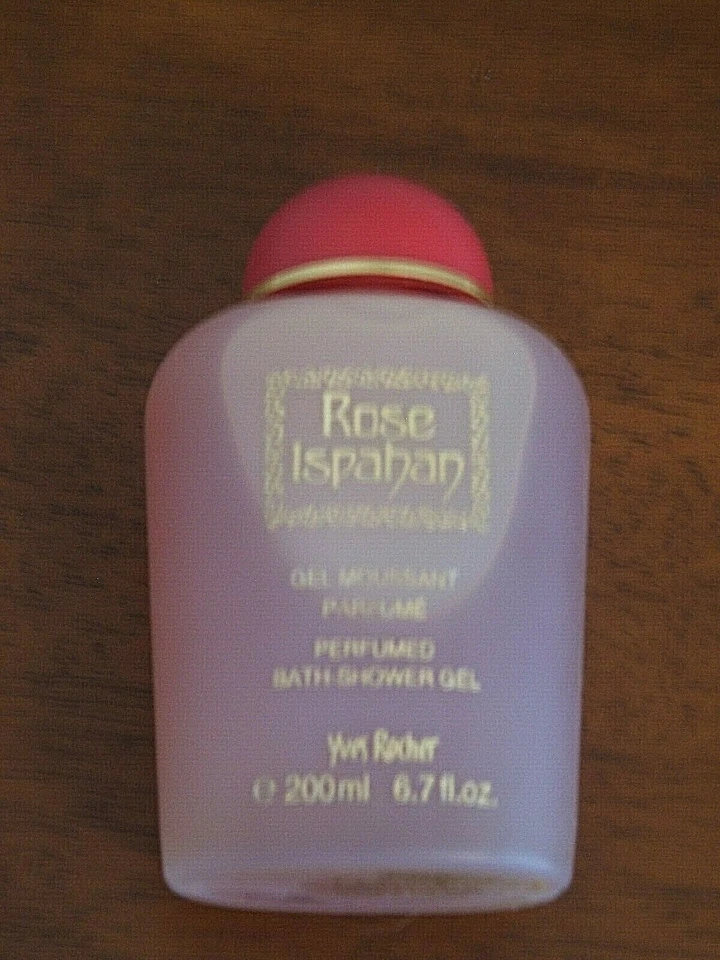 Rose
Ispahan
GEL MOUSSANT
PARFUMÉ
PERFUMED
BATH SHOWER GEL
Yves Rocher
℮ 200ml 6.7 fl.oz.